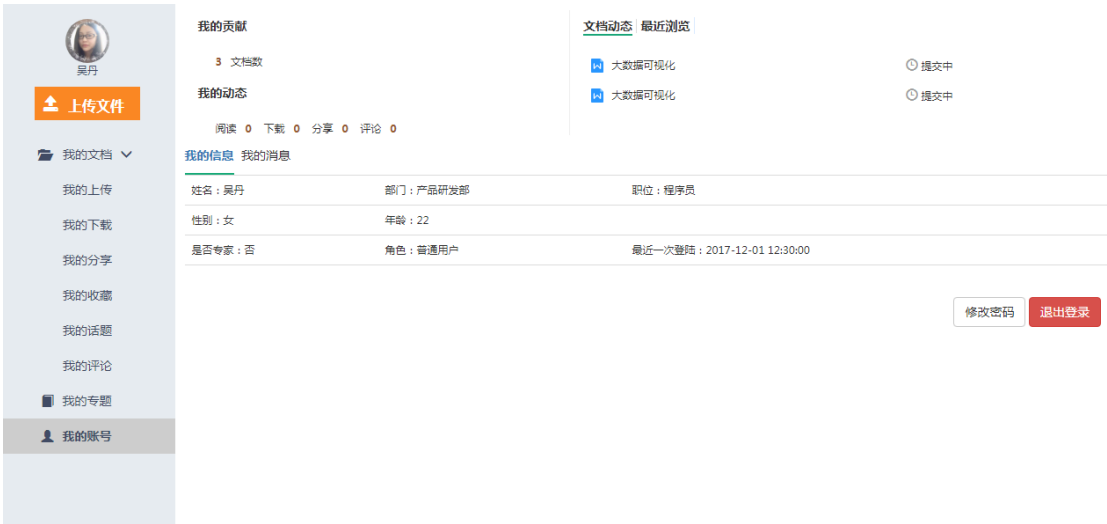 吴丹
上传文件
我的文档
我的上传
我的下载
我的分享
我的收藏
我的话题
我的评论
我的专题
我的账号
我的贡献
3 文档数
我的动态
阅读 0 下载 0 分享 0 评论 0
文档动态 最近浏览
大数据可视化 提交中
大数据可视化 提交中
我的信息 我的消息
姓名：吴丹 部门：产品研发部 职位：程序员
性别：女 年龄：22
是否专家：否 角色：普通用户 最近一次登陆：2017-12-01 12:30:00
修改密码 退出登录